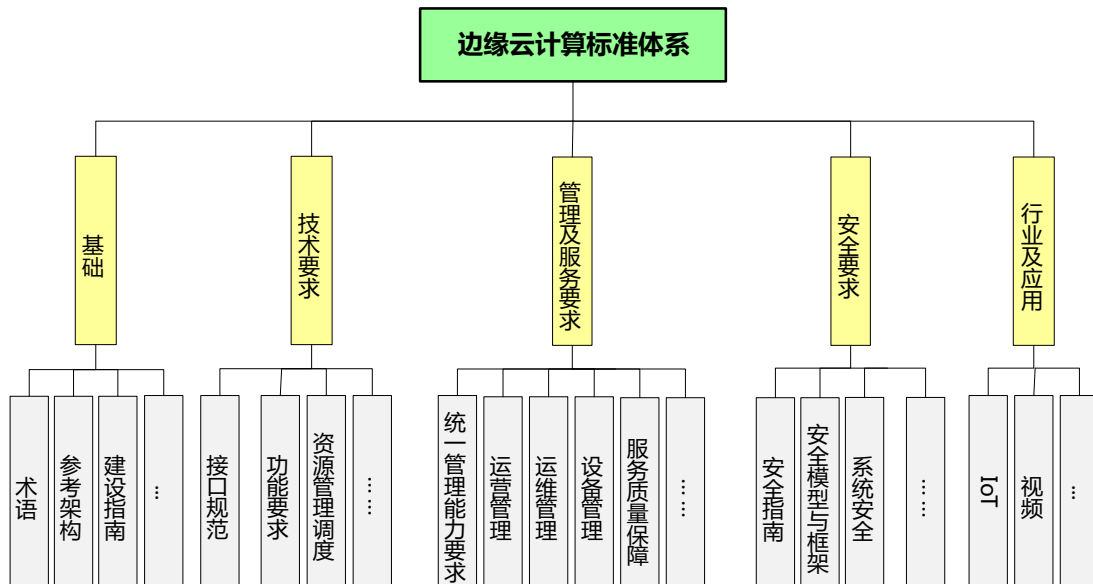 边缘云计算标准体系
基础
技术要求
管理及服务要求
安全要求
行业及应用
术语
参考架构
建设指南
...
接口规范
功能要求
资源管理调度
……
统一管理能力要求
运营管理
运维管理
设备管理
服务质量保障
……
安全指南
安全模型与框架
系统安全
……
IoT
视频
...